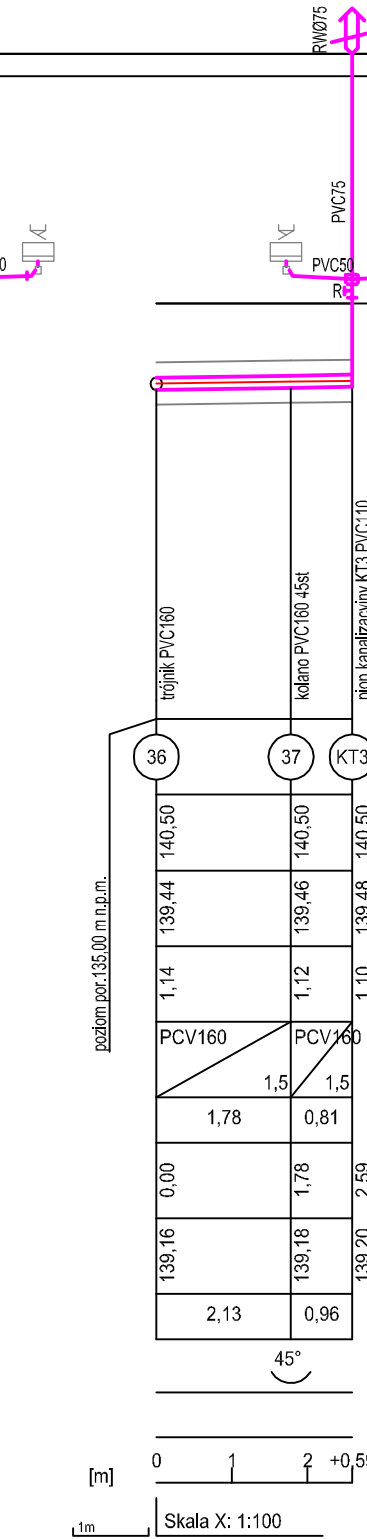 RWØ75
PVC75
0
PVC50
R
trójnik PVC160
kolano PVC160 45st
pion kanalizacyjny KT3 PVC110
36
37
KT3
poziom por.135,00 m n.p.m.
140,50
140,50
140,50
139,44
139,46
139,48
1,14
1,12
1,10
PCV160
PCV160
1,5
1,5
1,78
0,81
0,00
1,78
2,59
139,16
139,18
139,20
2,13
0,96
45°
[m]
0
1
2
+0,59
1m
Skala X: 1:100